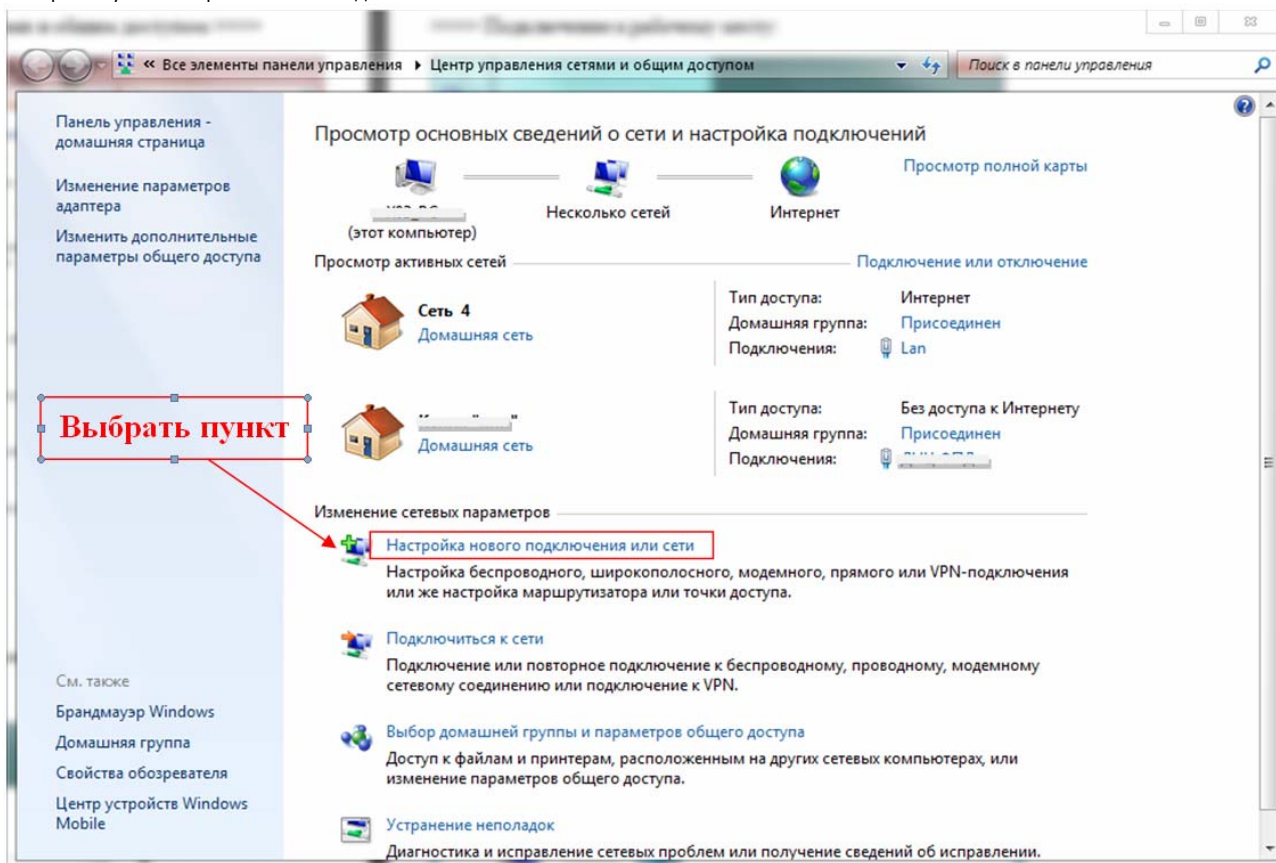 « Все элементы панели управления ▸ Центр управления сетями и общим доступом
Поиск в панели управления
Панель управления -
домашняя страница
Изменение параметров
адаптера
Изменить дополнительные
параметры общего доступа
Просмотр основных сведений о сети и настройка подключений
Просмотр полной карты
Несколько сетей
Интернет
(этот компьютер)
Просмотр активных сетей
Подключение или отключение
Сеть 4
Домашняя сеть
Тип доступа: Интернет
Домашняя группа: Присоединен
Подключения: Lan
Выбрать пункт
Домашняя сеть
Тип доступа: Без доступа к Интернету
Домашняя группа: Присоединен
Подключения:
Изменение сетевых параметров
Настройка нового подключения или сети
Настройка беспроводного, широкополосного, модемного, прямого или VPN-подключения
или же настройка маршрутизатора или точки доступа.
Подключиться к сети
Подключение или повторное подключение к беспроводному, проводному, модемному
сетевому соединению или подключение к VPN.
Выбор домашней группы и параметров общего доступа
Доступ к файлам и принтерам, расположенным на других сетевых компьютерах, или
изменение параметров общего доступа.
Устранение неполадок
Диагностика и исправление сетевых проблем или получение сведений об исправлении.
См. также
Брандмауэр Windows
Домашняя группа
Свойства обозревателя
Центр устройств Windows
Mobile